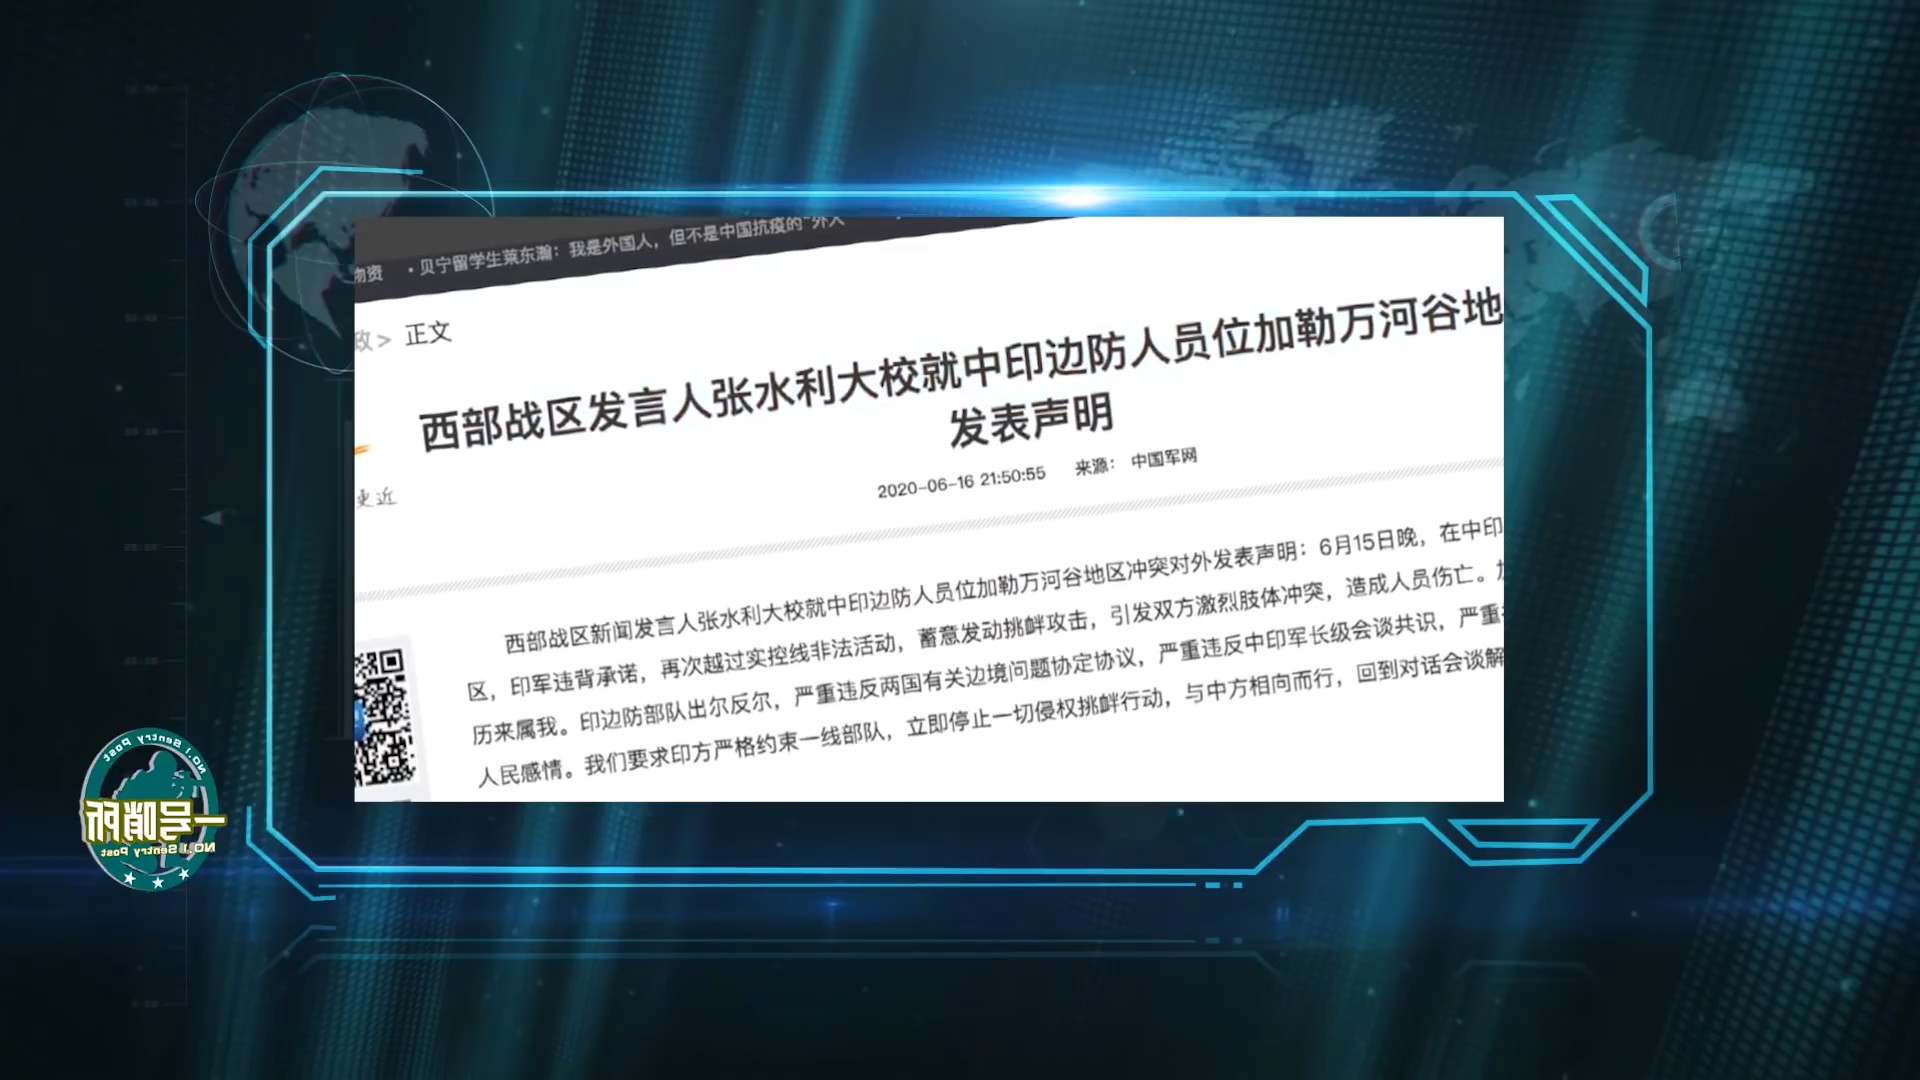 物资 • 贝宁留学生莱东瀚：我是外国人，但不是中国抗疫的“外人
政> 正文
西部战区发言人张水利大校就中印边防人员位加勒万河谷地
发表声明
2020-06-16 21:50:55 来源： 中国军网
更近
西部战区新闻发言人张水利大校就中印边防人员位加勒万河谷地区冲突对外发表声明：6月15日晚，在中印
区，印军违背承诺，再次越过实控线非法活动，蓄意发动挑衅攻击，引发双方激烈肢体冲突，造成人员伤亡。加
历来属我。印边防部队出尔反尔，严重违反两国有关边境问题协定协议，严重违反中印军长级会谈共识，严重
人民感情。我们要求印方严格约束一线部队，立即停止一切侵权挑衅行动，与中方相向而行，回到对话会谈解
NO.1 Sentry Post
一号哨所
NO.1 Sentry Post